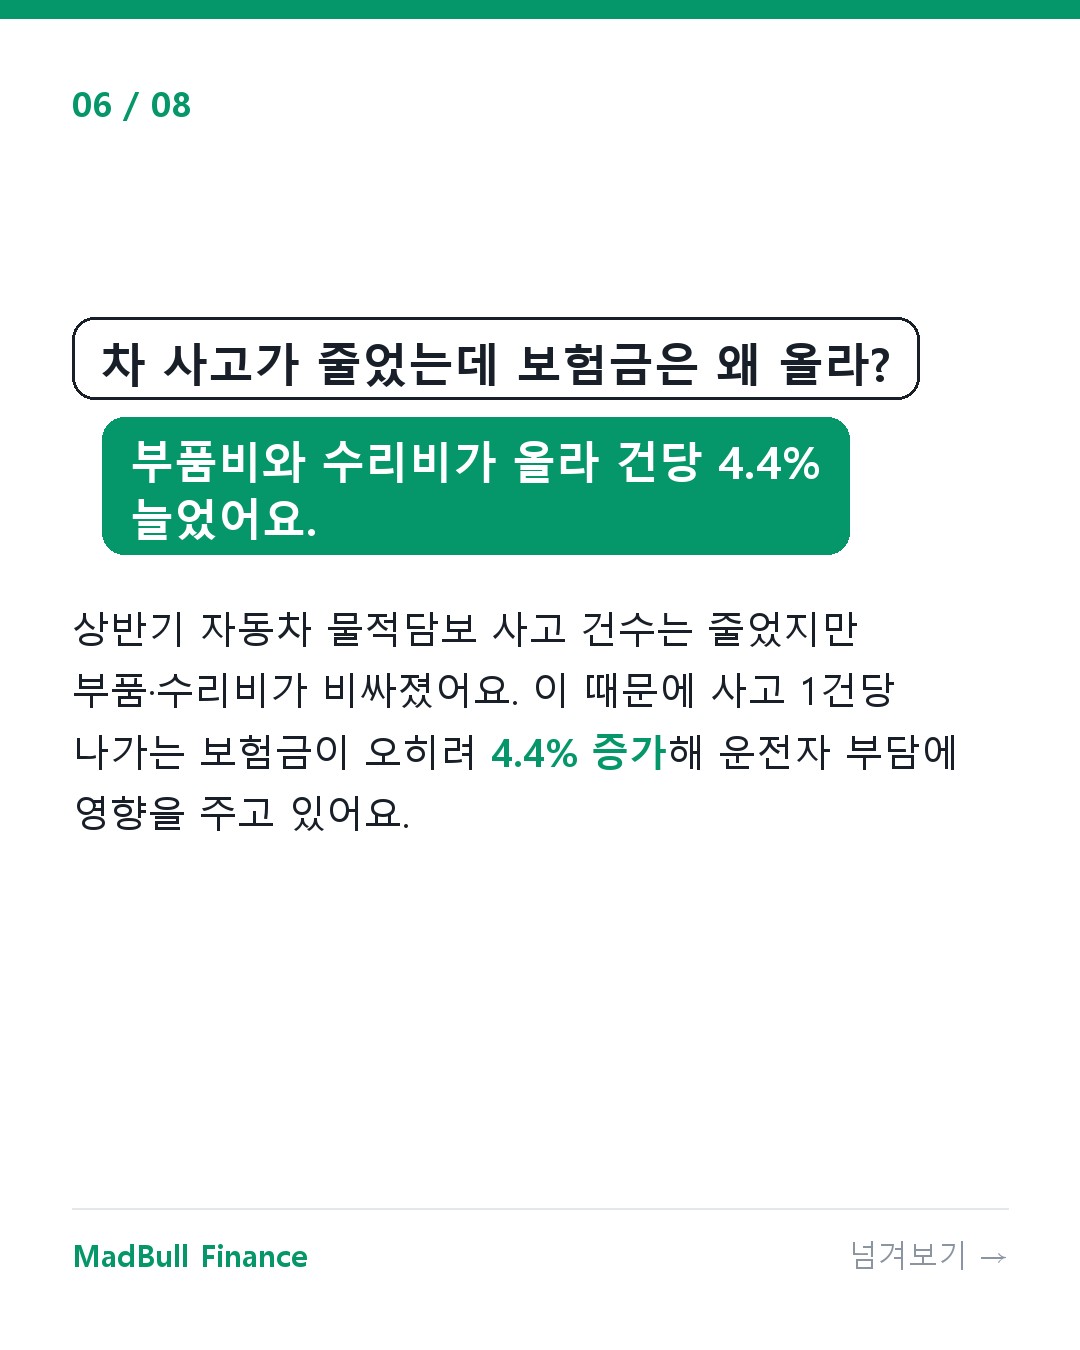 06 / 08
차 사고가 줄었는데 보험금은 왜 올라?
부품비와 수리비가 올라 건당 4.4%
늘었어요.
상반기 자동차 물적담보 사고 건수는 줄었지만
부품·수리비가 비싸졌어요. 이 때문에 사고 1건당
나가는 보험금이 오히려 4.4% 증가해 운전자 부담에
영향을 주고 있어요.
MadBull Finance
넘겨보기 →